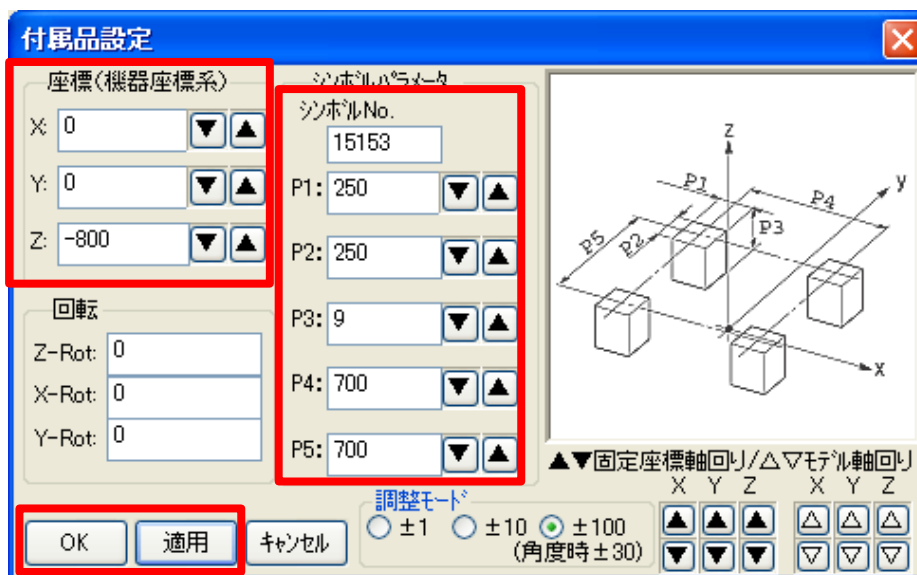 付属品設定
座標(機器座標系)
X: 0
Y: 0
Z: -800
回転
Z-Rot: 0
X-Rot: 0
Y-Rot: 0
シンボルパラメータ
シンボルNo.
15153
P1: 250
P2: 250
P3: 9
P4: 700
P5: 700
z
y
x
P1
P4
P3
P5
P2
▲▼固定座標軸回り/△▽モデル軸回り
X Y Z X Y Z
調整モード
±1 ±10 ±100
(角度時±30)
OK 適用 キャンセル